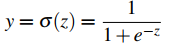 y = σ(z) = 1 / (1 + e^{-z})